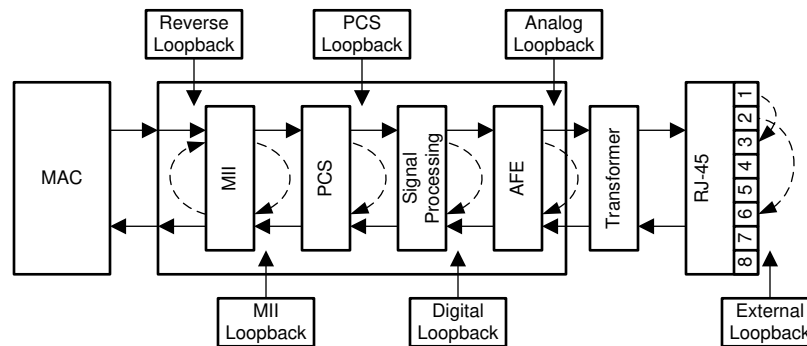 Reverse
Loopback
PCS
Loopback
Analog
Loopback
MAC
MII
PCS
Signal
Processing
AFE
Transformer
RJ-45
1
2
3
4
5
6
7
8
MII
Loopback
Digital
Loopback
External
Loopback